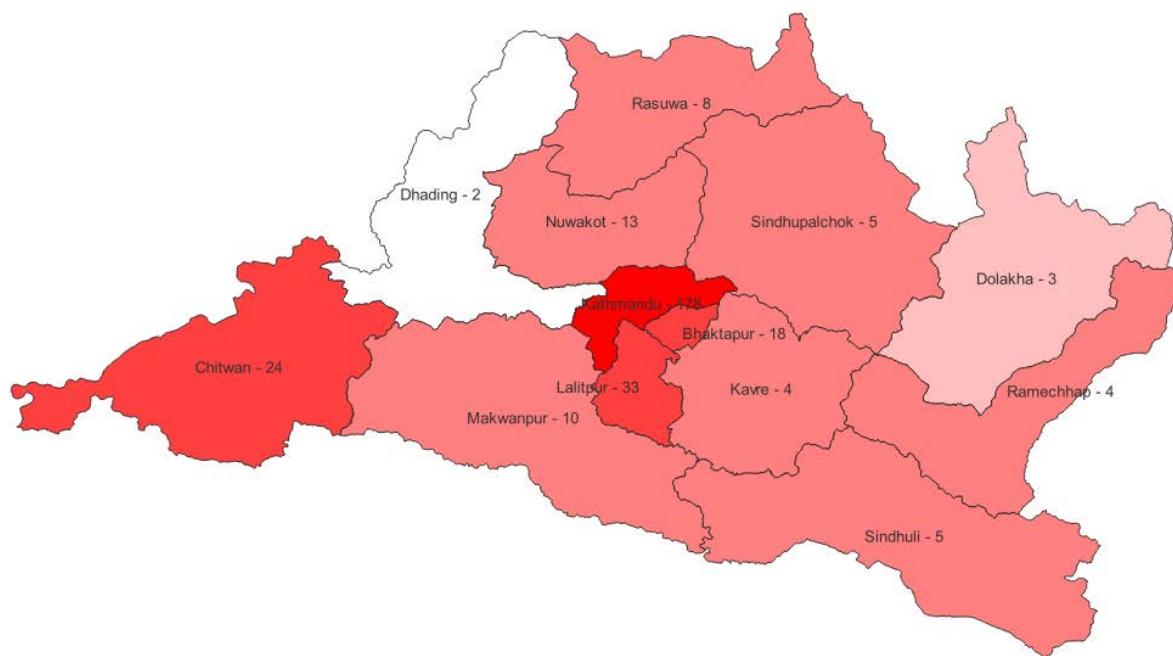 Rasuwa - 8
Dhading - 2
Nuwakot - 13
Sindhupalchok - 5
Dolakha - 3
Kathmandu - 178
Bhaktapur - 18
Chitwan - 24
Lalitpur - 33
Kavre - 4
Ramechhap - 4
Makwanpur - 10
Sindhuli - 5